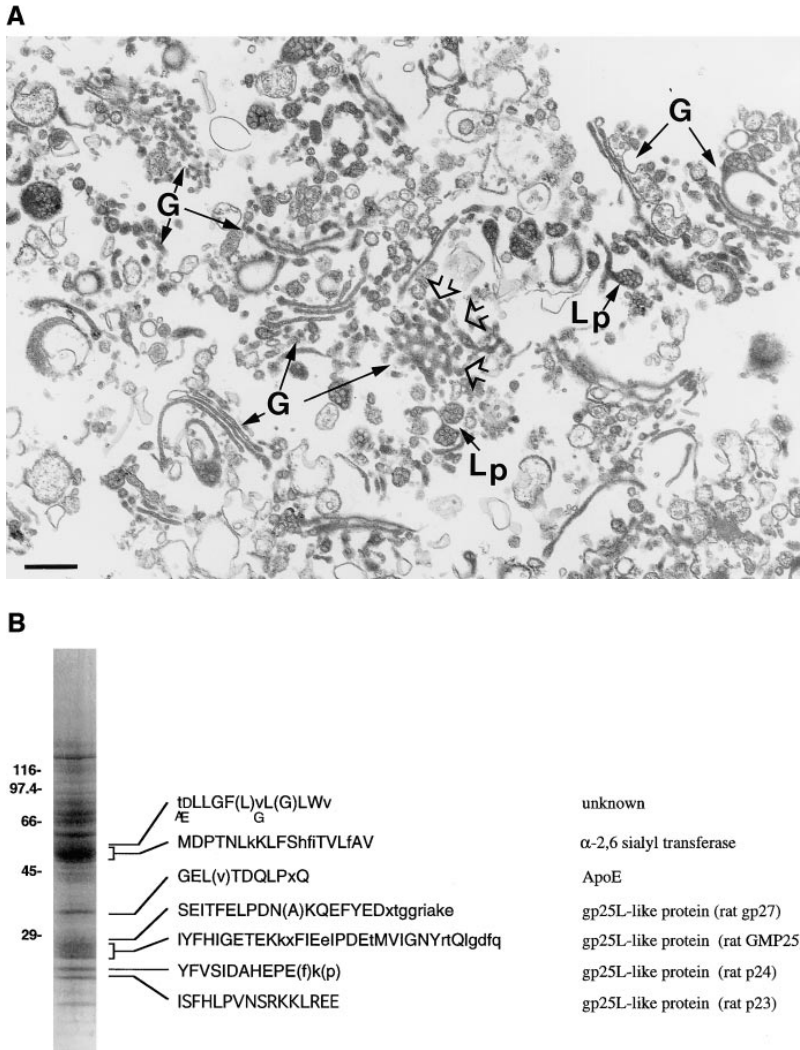 A
G
G
Lp
G
Lp
B
116-
97.4-
66-
45-
29-
tDLLGF(L)vL(G)LWv unknown
AE G
MDPTNLkKLFShfiTVLfAV α-2,6 sialyl transferase
GEL(v)TDQLPxQ ApoE
SEITFELPDN(A)KQEFYEDxtggriake gp25L-like protein (rat gp27)
IYFHIGETEKkxFIEeIPDEtMVIGNYrtQlgdfq gp25L-like protein (rat GMP25
YFVSIDAHEPE(f)k(p) gp25L-like protein (rat p24)
ISFHLPVNSRKKLREE gp25L-like protein (rat p23)